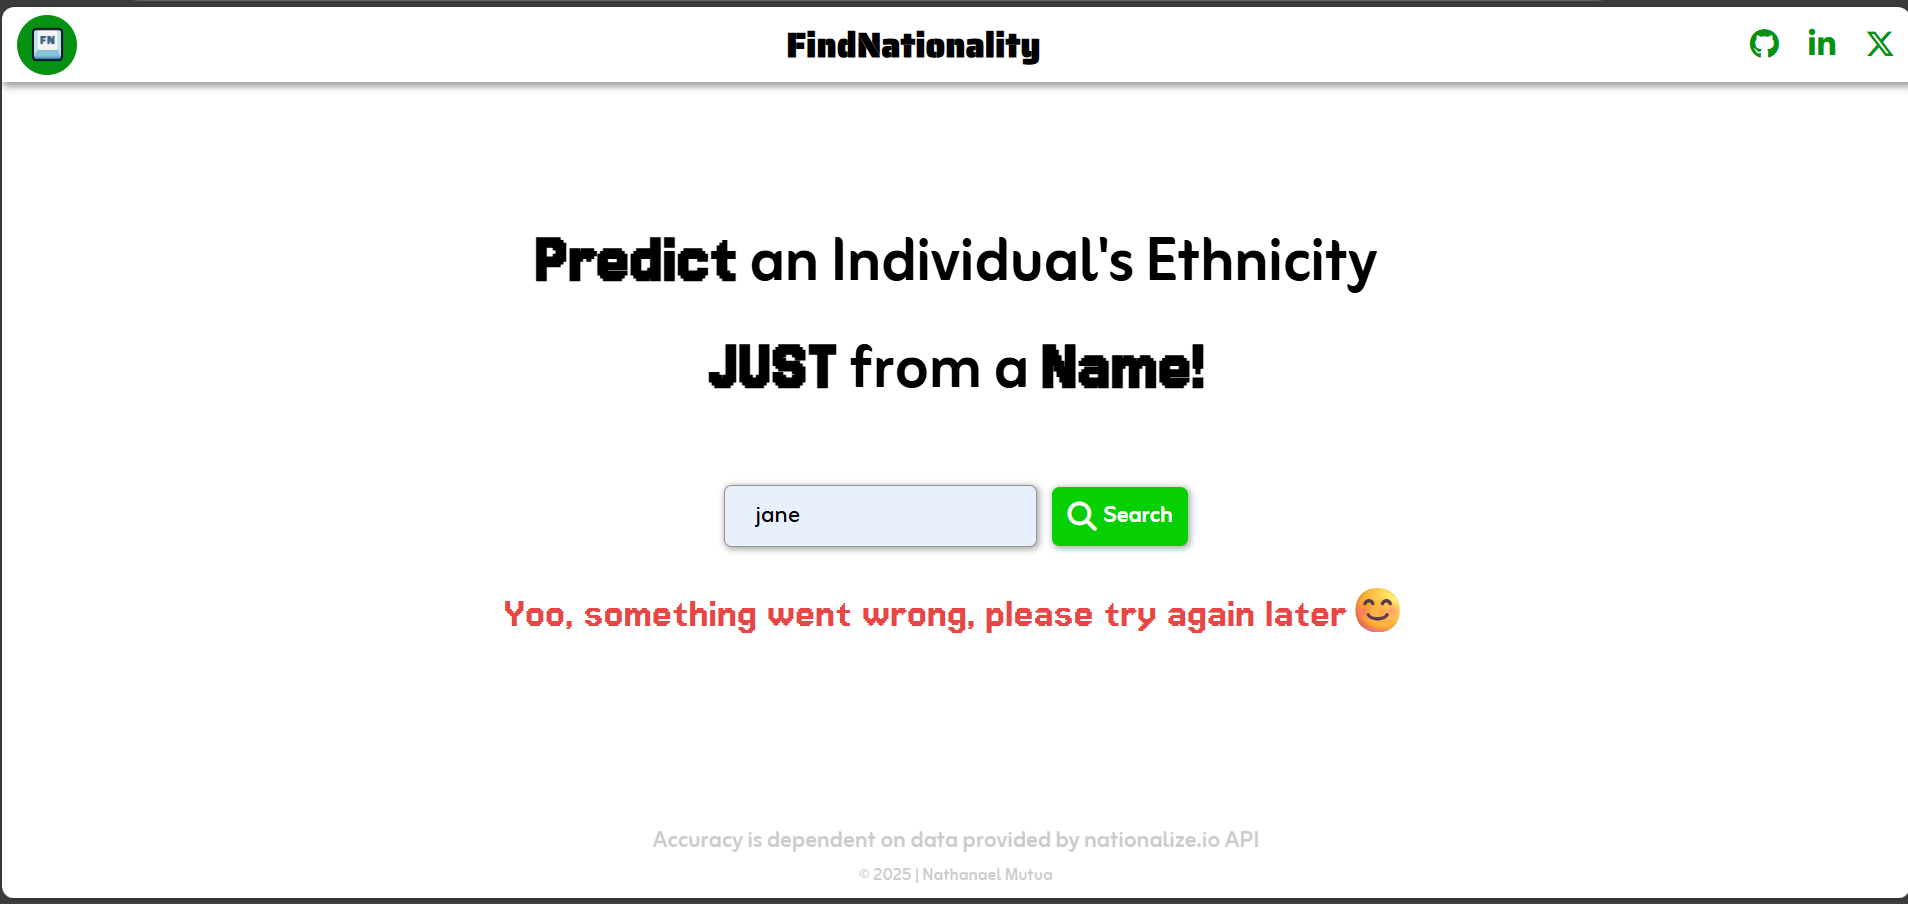 FN
FindNationality
Predict an Individual's Ethnicity
JUST from a Name!
jane
Search
Yoo, something went wrong, please try again later 😊
Accuracy is dependent on data provided by nationalize.io API
© 2025 | Nathanael Mutua